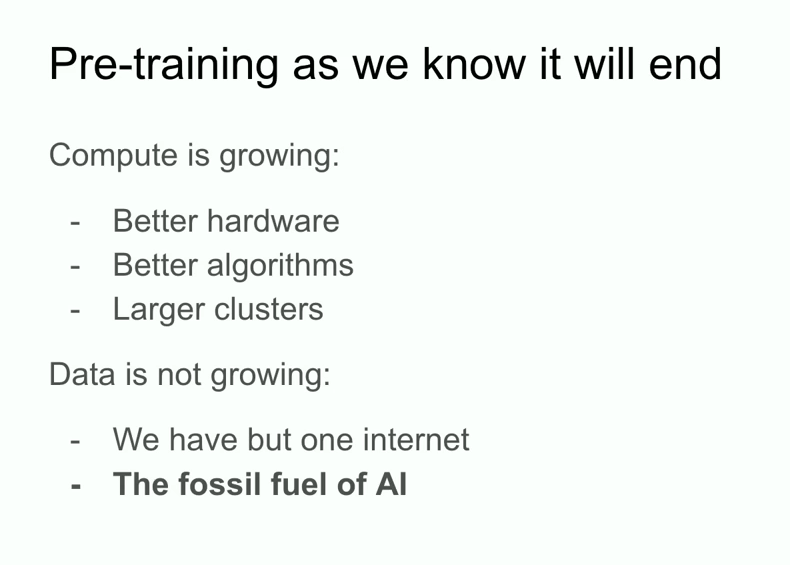 Pre-training as we know it will end
Compute is growing:
- Better hardware
- Better algorithms
- Larger clusters
Data is not growing:
- We have but one internet
- The fossil fuel of AI